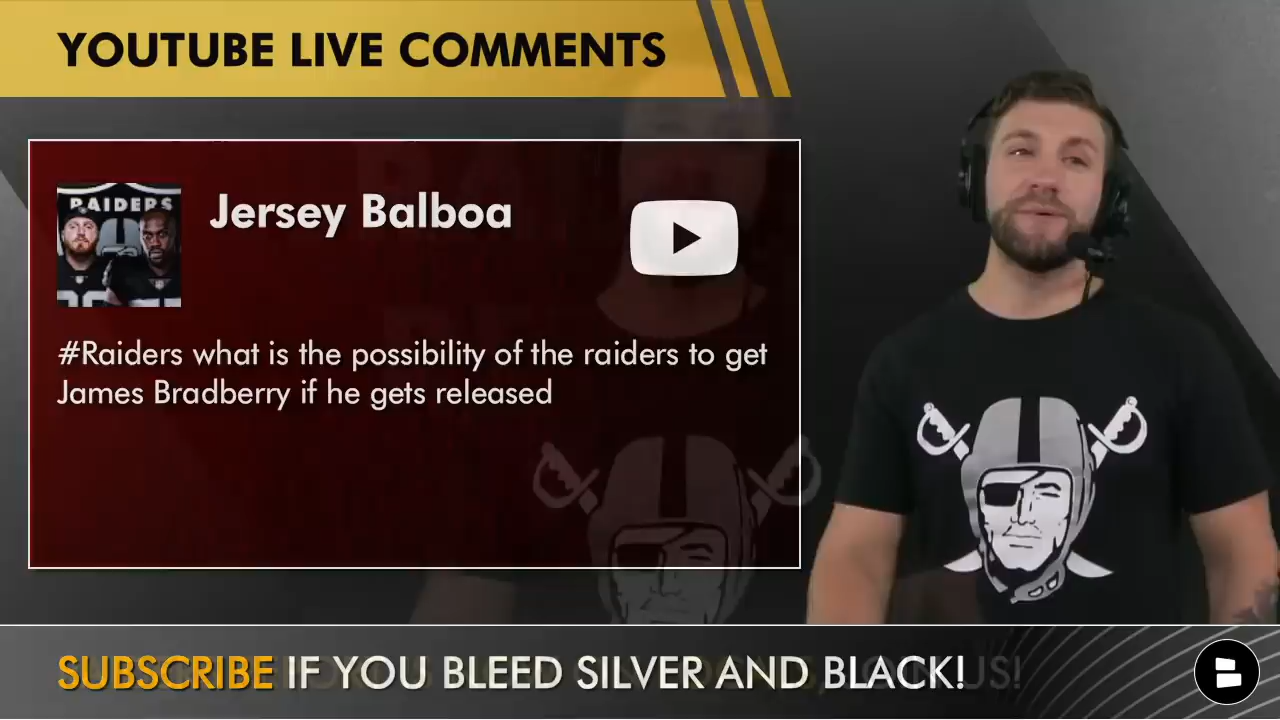 YOUTUBE LIVE COMMENTS
RAIDERS
Jersey Balboa
#Raiders what is the possibility of the raiders to get
James Bradberry if he gets released
SUBSCRIBE IF YOU BLEED SILVER AND BLACK!
US!